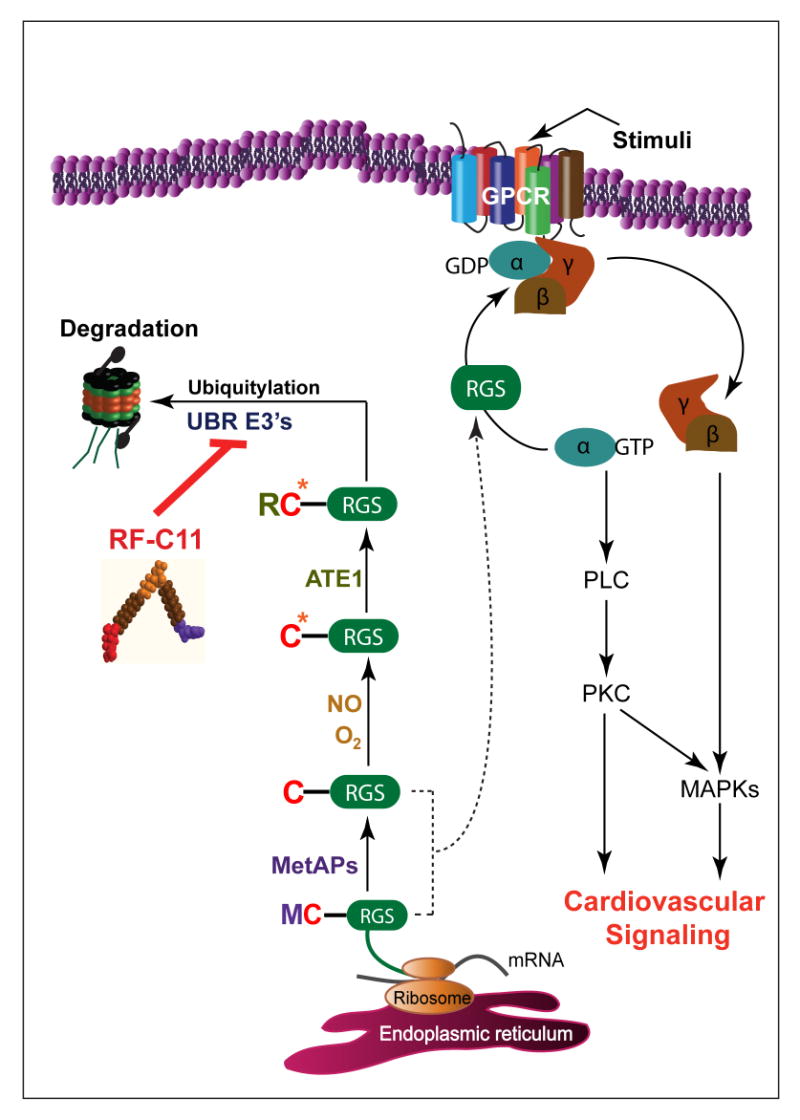 Stimuli
GPCR
GDP α γ
β
Degradation
RGS
Ubiquitylation
UBR E3's
γ
β
α GTP
RC*
RGS
RF-C11
ATE1
PLC
C*
RGS
NO
O2
PKC
C
RGS
MAPKs
MetAPs
MC
RGS
Cardiovascular
Signaling
mRNA
Ribosome
Endoplasmic reticulum